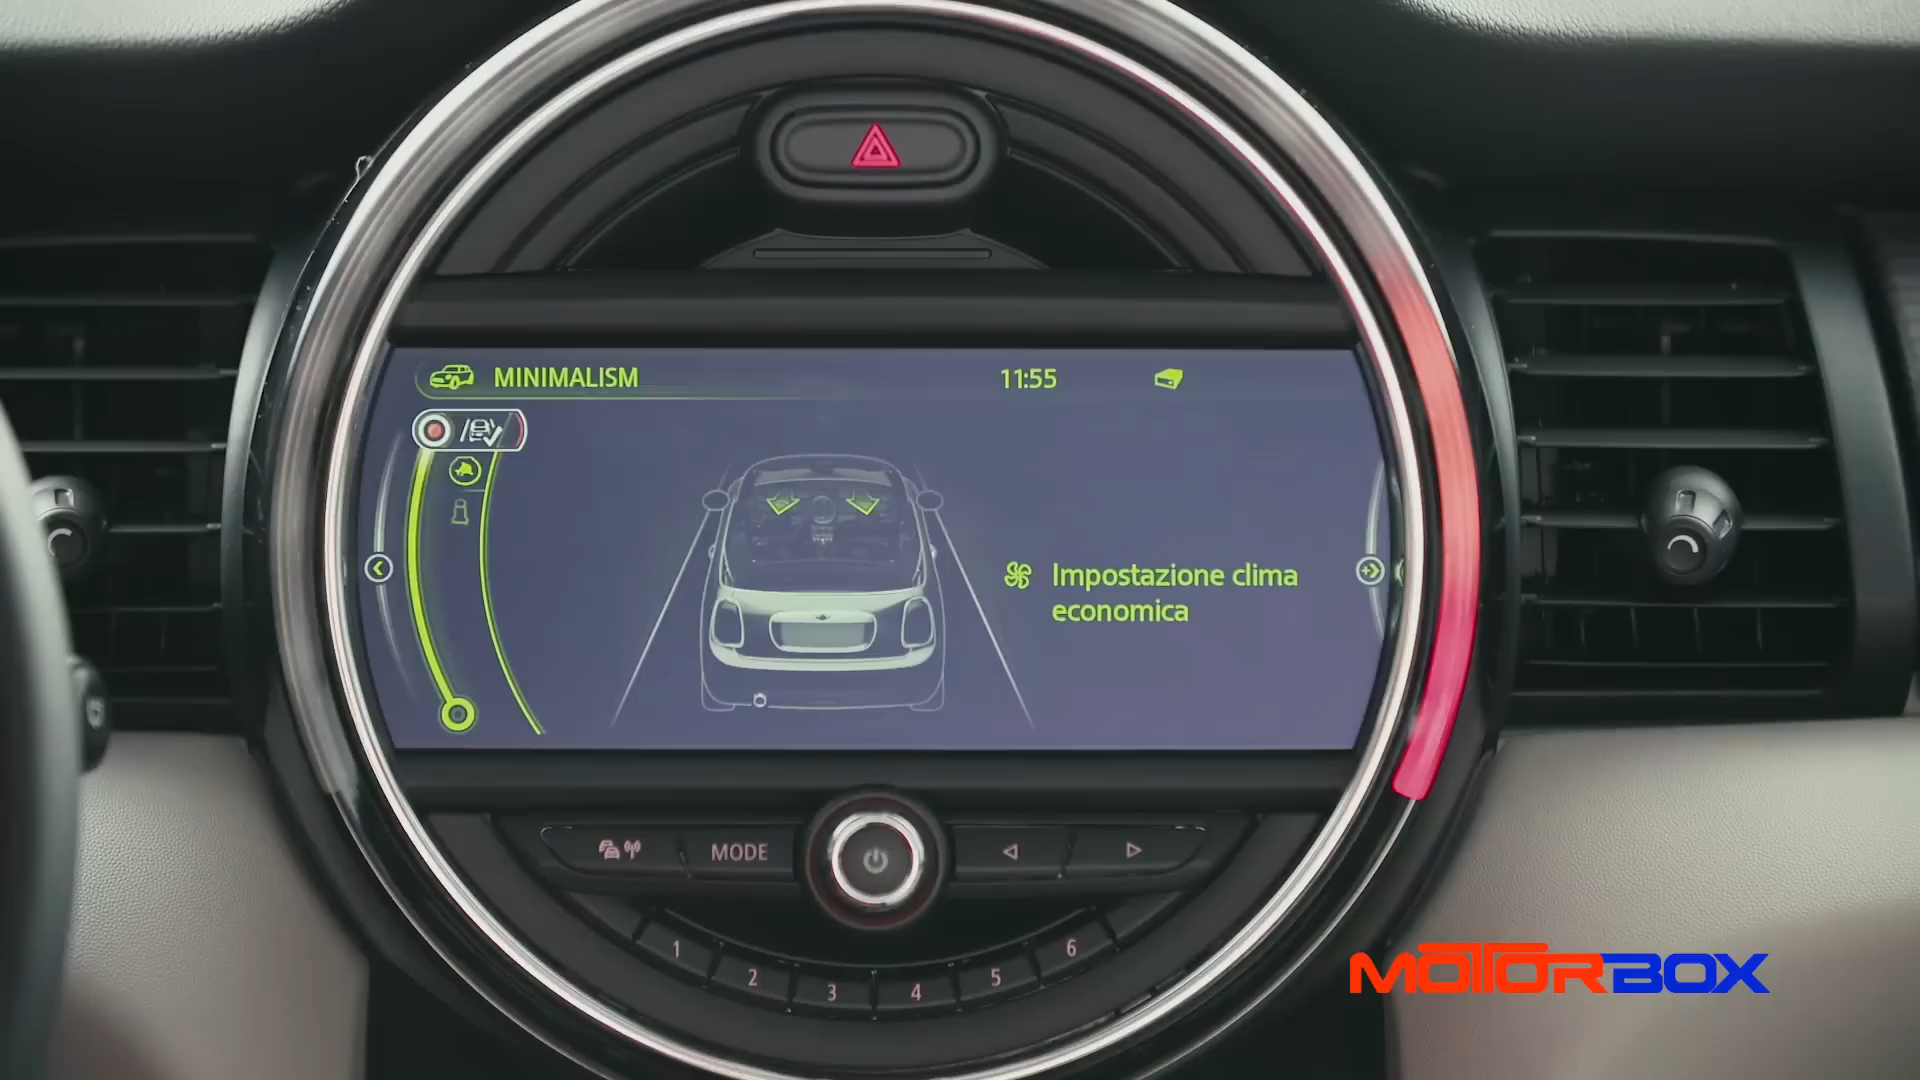 MINIMALISM
11:55
Impostazione clima
economica
MODE
1
2
3
4
5
6
MOTORBOX